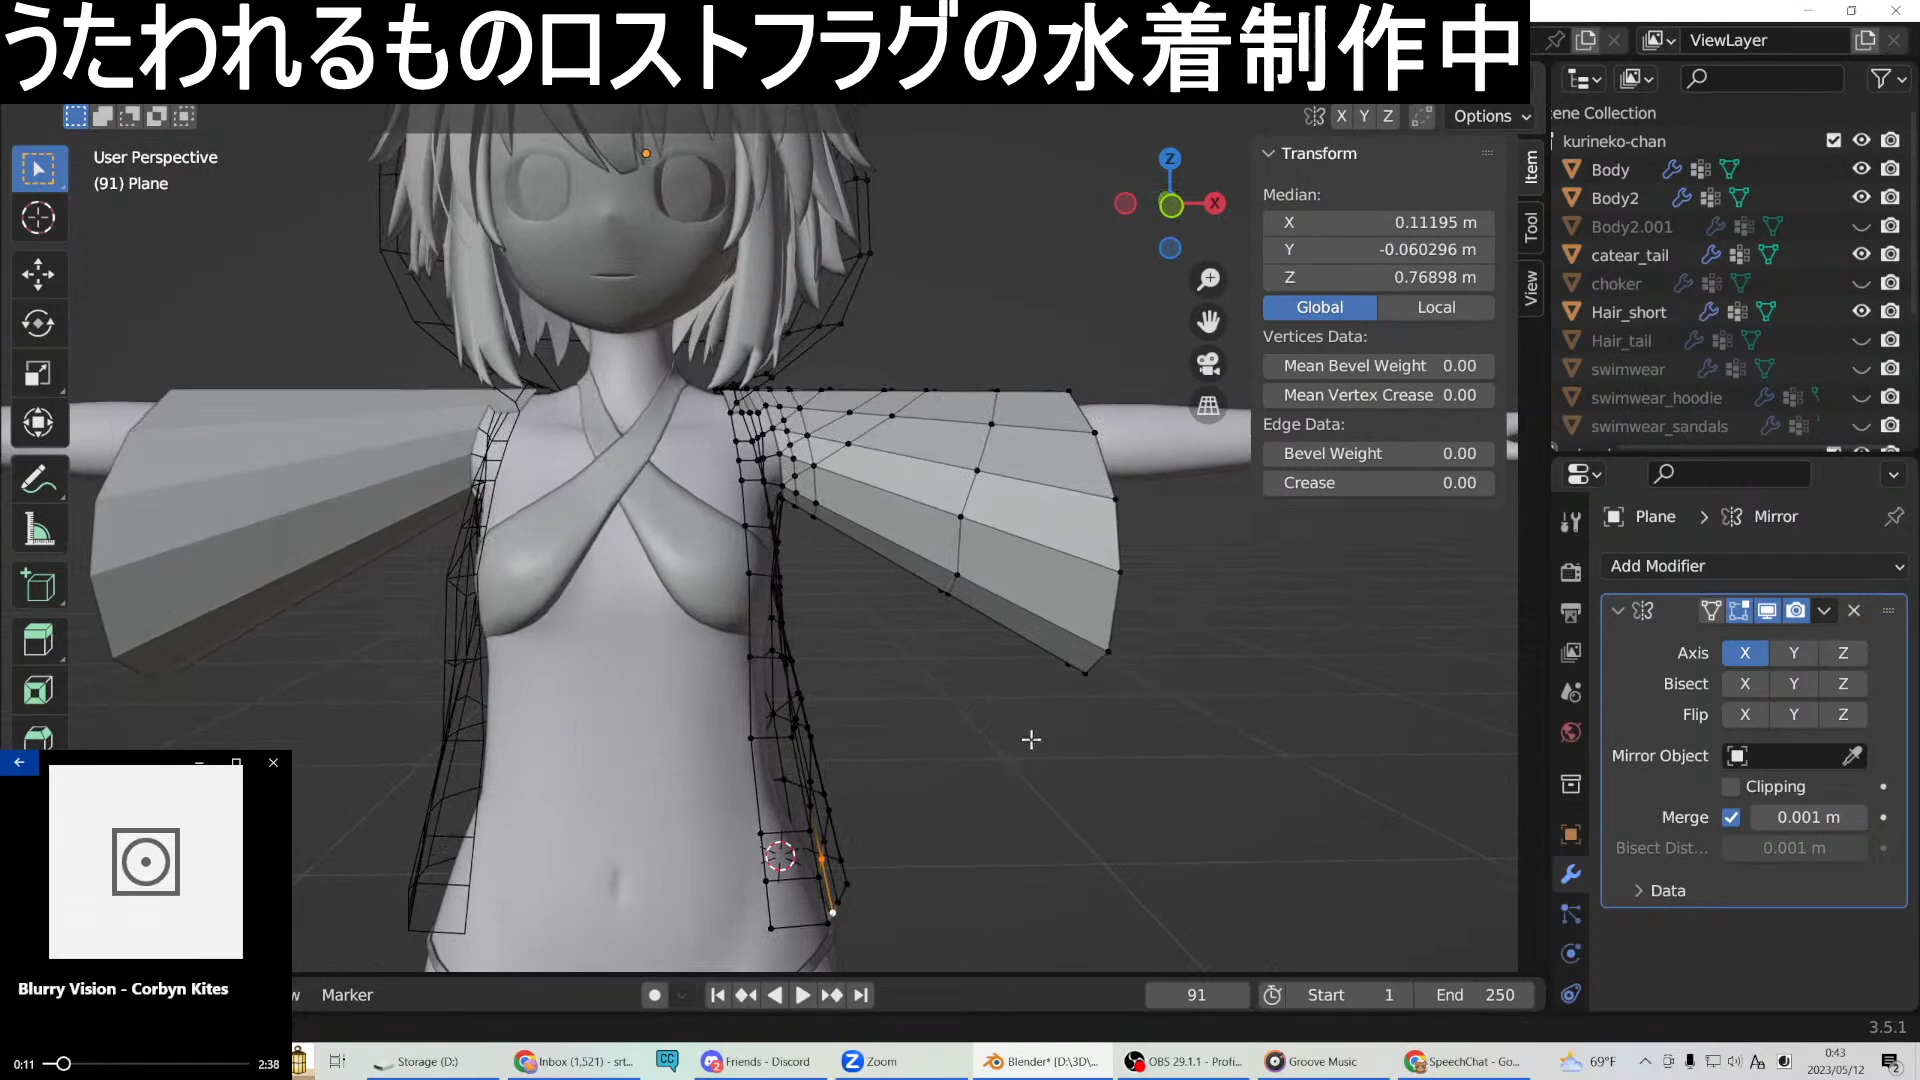 うたわれるものロストフラグの水着制作中
ViewLayer
X Y Z Options
User Perspective
(91) Plane
Transform
Median:
X 0.11195 m
Y -0.060296 m
Z 0.76898 m
Global Local
Vertices Data:
Mean Bevel Weight 0.00
Mean Vertex Crease 0.00
Edge Data:
Bevel Weight 0.00
Crease 0.00
Z
X
Item
Tool
View
cene Collection
kurineko-chan
Body
Body2
Body2.001
catear_tail
choker
Hair_short
Hair_tail
swimwear
swimwear_hoodie
swimwear_sandals
Plane > Mirror
Add Modifier
Axis X Y Z
Bisect X Y Z
Flip X Y Z
Mirror Object
Clipping
Merge 0.001 m
Bisect Dist... 0.001 m
Data
Blurry Vision - Corbyn Kites
0:11 2:38
w Marker
91 Start 1 End 250
3.5.1
Storage (D:)
Inbox (1,521) - srt...
CC
Friends - Discord
Zoom
Blender* [D:\3D\...
OBS 29.1.1 - Profi...
Groove Music
SpeechChat - Go...
69°F
0:43
2023/05/12